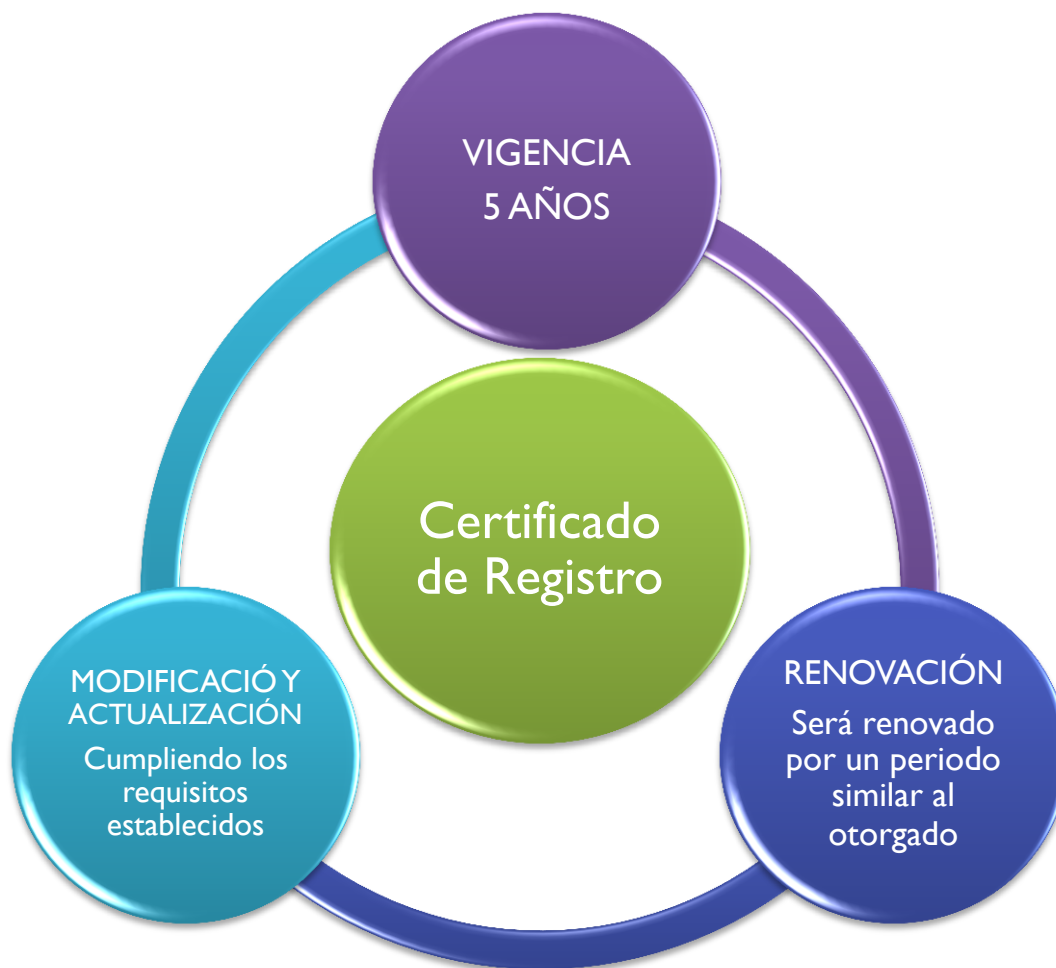 VIGENCIA
5 AÑOS
Certificado
de Registro
MODIFICACIÓ Y
ACTUALIZACIÓN
Cumpliendo los
requisitos
establecidos
RENOVACIÓN
Será renovado
por un periodo
similar al
otorgado